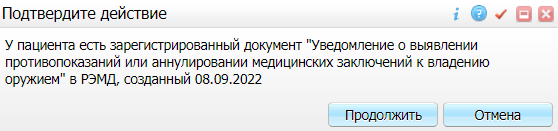 Подтвердите действие
У пациента есть зарегистрированный документ "Уведомление о выявлении
противопоказаний или аннулировании медицинских заключений к владению
оружием" в РЭМД, созданный 08.09.2022
Продолжить Отмена